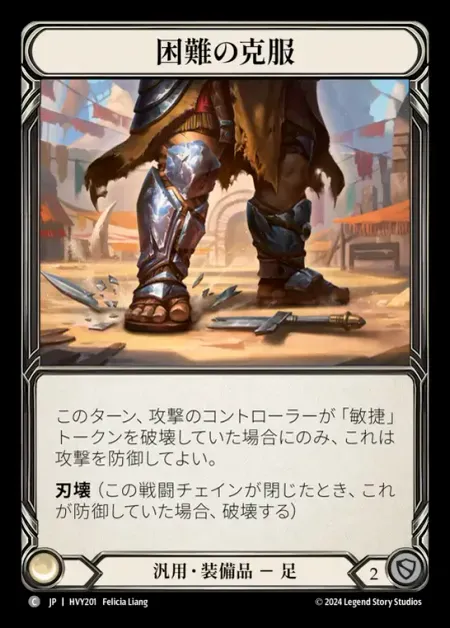 困難の克服
このターン、攻撃のコントローラーが「敏捷」
トークンを破壊していた場合にのみ、これは
攻撃を防御してよい。
刃壊（この戦闘チェインが閉じたとき、これ
が防御していた場合、破壊する）
汎用・装備品 － 足
2
C JP | HVY201 Felicia Liang
© 2024 Legend Story Studios